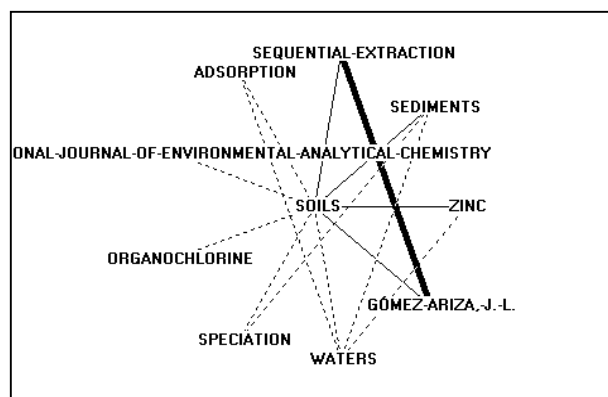 SEQUENTIAL-EXTRACTION
ADSORPTION
SEDIMENTS
ONAL-JOURNAL-OF-ENVIRONMENTAL-ANALYTICAL-CHEMISTRY
SOILS
ZINC
ORGANOCHLORINE
GÓMEZ-ARIZA,-J.-L.
SPECIATION
WATERS